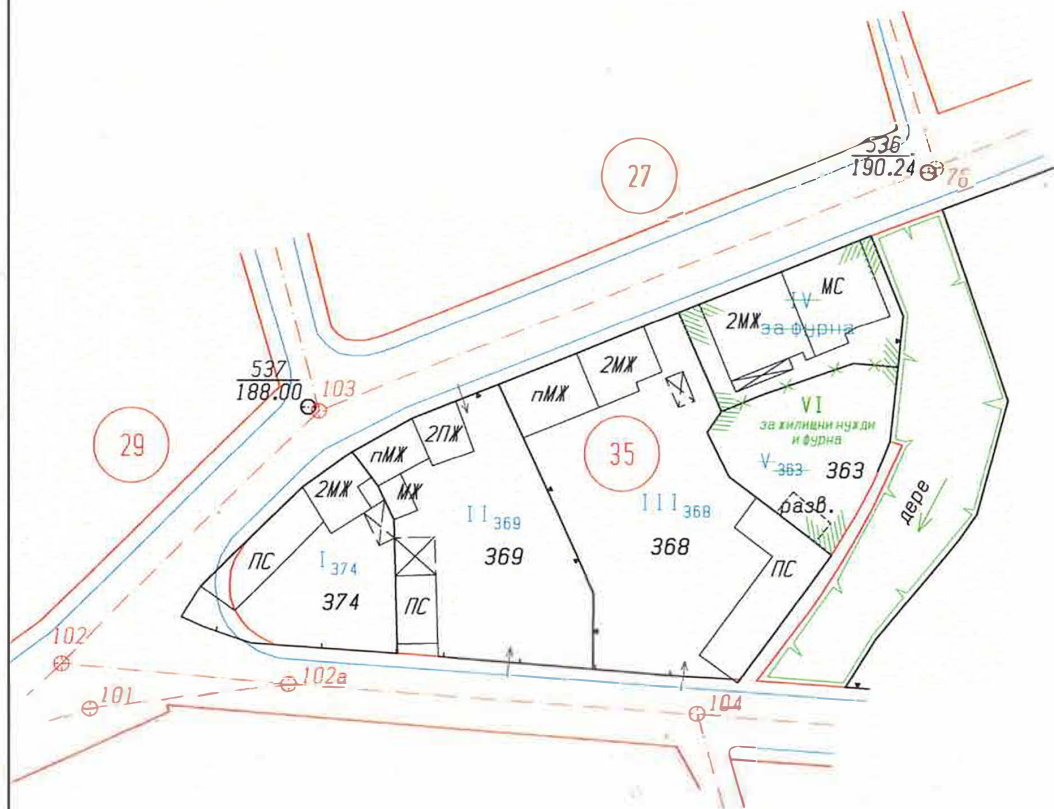 536
190.24
76
27
МС
IV
2МЖ
за фурна
537
188.00
103
2МЖ
пМЖ
VI
за жилищни нужди
и фурна
29
35
2ПЖ
пМЖ
V 363
363
2МЖ
МЖ
разв.
дере
II 369
III 368
369
368
ПС
I 374
ПС
374
ПС
102
102а
101
104